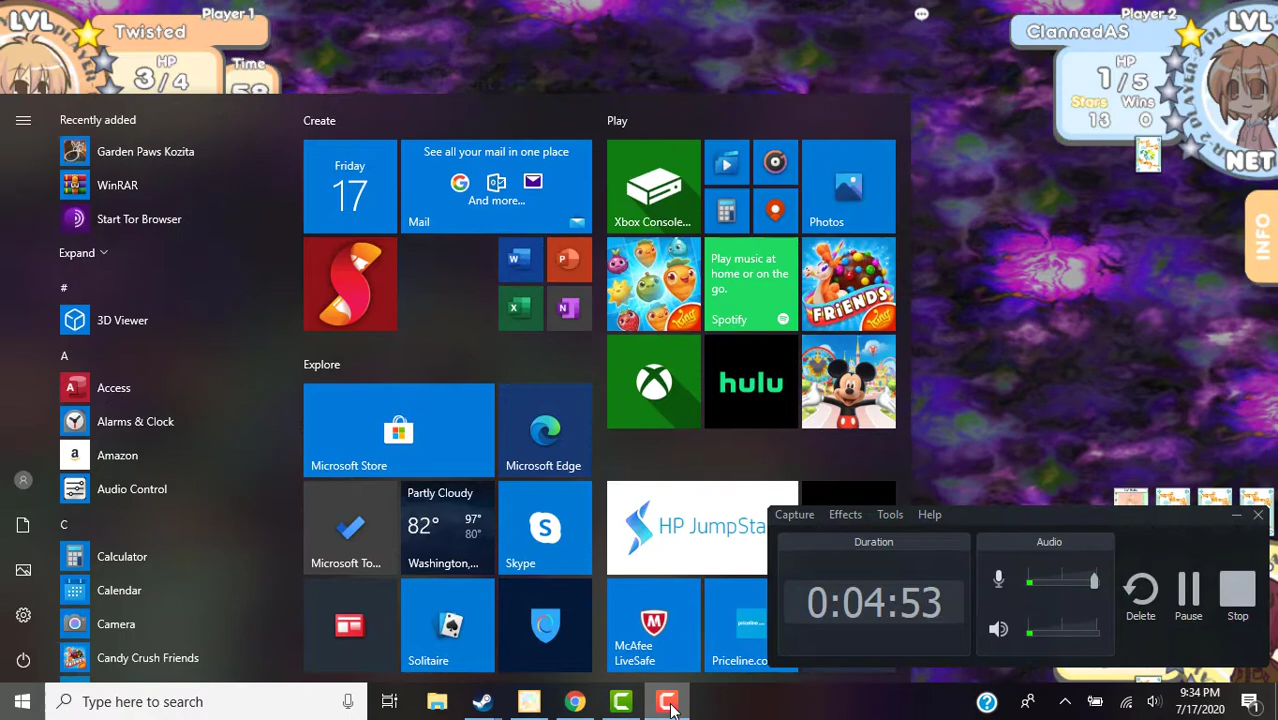 LVL
Player 1
Twisted
HP
3/4
Time
Player 2
ClannadAS
LVL
HP
1/5
Stars
Wins
13
0
NET
INFO
Recently added
Garden Paws Kozita
WinRAR
Start Tor Browser
Expand
#
3D Viewer
A
Access
Alarms & Clock
Amazon
Audio Control
C
Calculator
Calendar
Camera
Candy Crush Friends
Create
Friday
17
See all your mail in one place
And more...
Mail
Explore
Microsoft Store
Microsoft Edge
Microsoft To...
Partly Cloudy
82° 97°
80°
Washington,...
Skype
Solitaire
Play
Xbox Console...
Photos
King
Play music at
home or on the
go.
Spotify
FRIENDS
King
hulu
HP JumpSta
McAfee
LiveSafe
priceline.com
Priceline.co
Capture Effects Tools Help
Duration
0:04:53
Audio
Delete
Pause
Stop
Type here to search
9:34 PM
7/17/2020